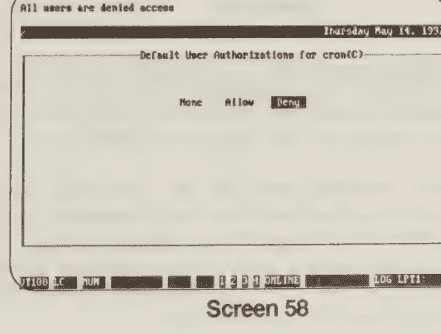 All users are denied access
Thursday May 14, 199
Default User Authorizations for cron(C)
None Allow Deny
VT100 LC NUM 1 2 3 4 ONLINE LOG LPT1:
Screen 58